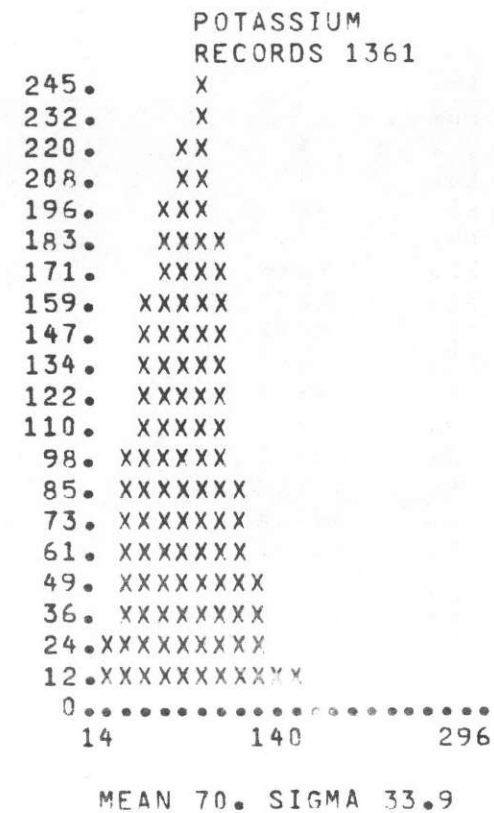 POTASSIUM
RECORDS 1361
245. X
232. X
220. XX
208. XX
196. XXX
183. XXXX
171. XXXX
159. XXXXX
147. XXXXX
134. XXXXX
122. XXXXX
110. XXXXX
98. XXXXXX
85. XXXXXXX
73. XXXXXXX
61. XXXXXXX
49. XXXXXXXX
36. XXXXXXXX
24.XXXXXXXXX
12.XXXXXXXXXXX
0......................
14 140 296
MEAN 70. SIGMA 33.9